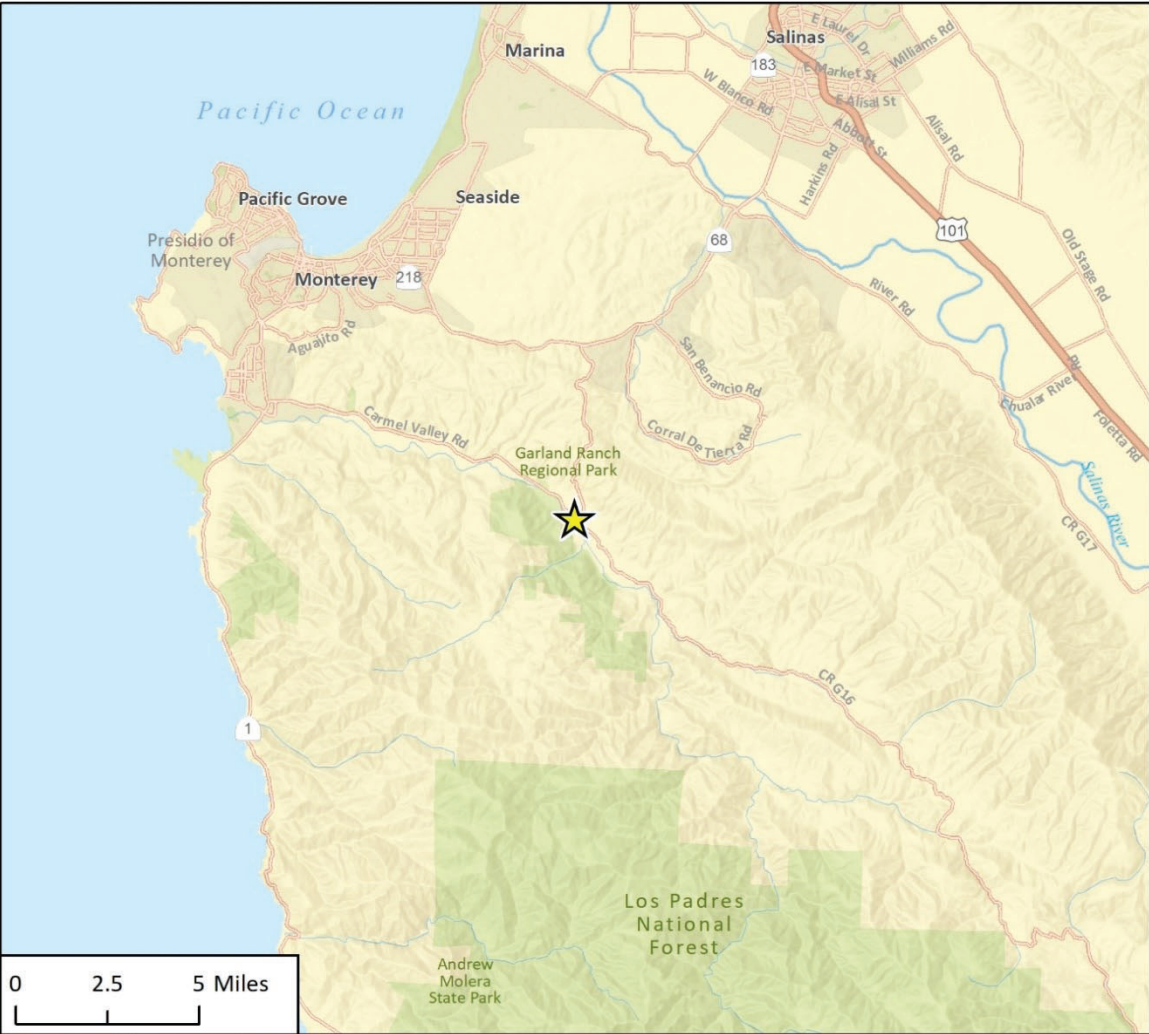 Salinas
E Laurel Dr
Williams Rd
Marina
183
E Market St
W Blanco Rd
E Alisal St
Pacific Ocean
Abbott St
Alisal Rd
Harkins Rd
Pacific Grove
Seaside
Presidio of
Monterey
68
101
Old Stage Rd
Monterey
218
River Rd
Aguajito Rd
San Benancio Rd
Chualar River Rd
Carmel Valley Rd
Corral De Tierra Rd
Foletta Rd
Garland Ranch
Regional Park
Salinas River
CR G17
CR G16
1
Los Padres
National
Forest
Andrew
Molera
State Park
0 2.5 5 Miles